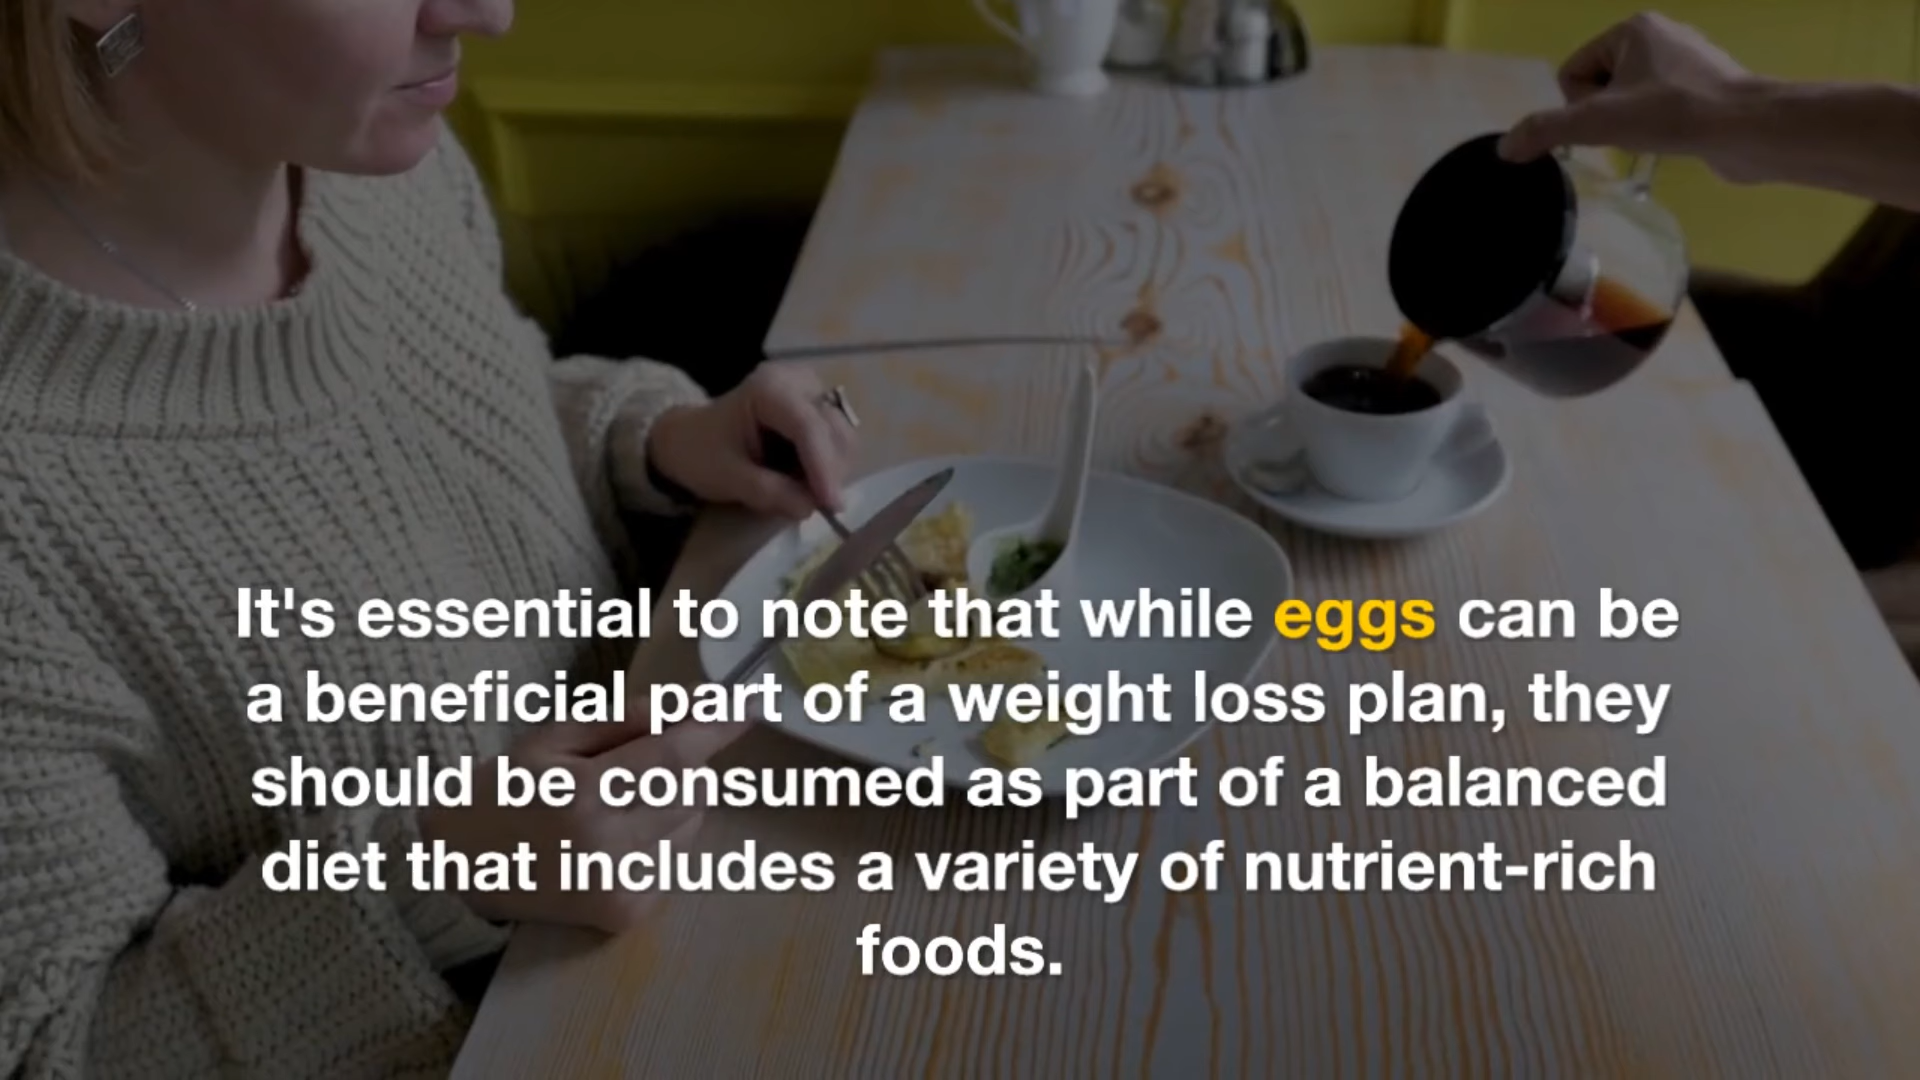 It's essential to note that while eggs can be
a beneficial part of a weight loss plan, they
should be consumed as part of a balanced
diet that includes a variety of nutrient-rich
foods.